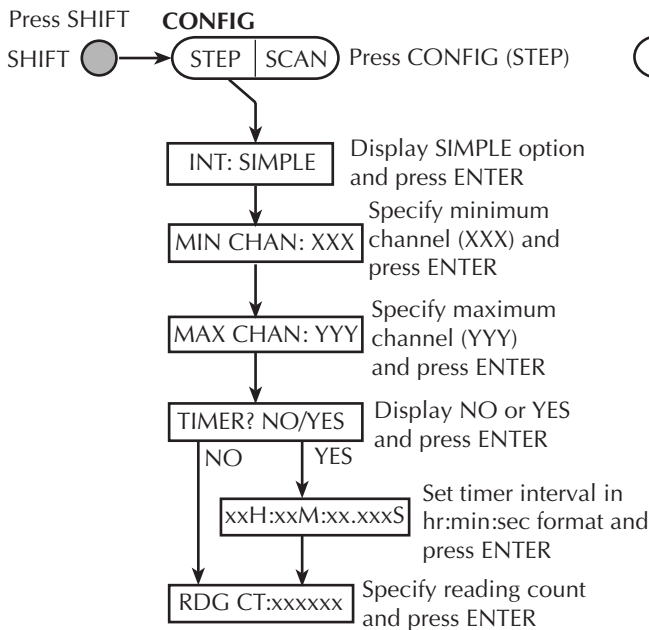 Press SHIFT
CONFIG
SHIFT
STEP
SCAN
Press CONFIG (STEP)
INT: SIMPLE
Display SIMPLE option
and press ENTER
MIN CHAN: XXX
Specify minimum
channel (XXX) and
press ENTER
MAX CHAN: YYY
Specify maximum
channel (YYY)
and press ENTER
TIMER? NO/YES
Display NO or YES
and press ENTER
NO
YES
xxH:xxM:xx.xxxS
Set timer interval in
hr:min:sec format and
press ENTER
RDG CT:xxxxxx
Specify reading count
and press ENTER